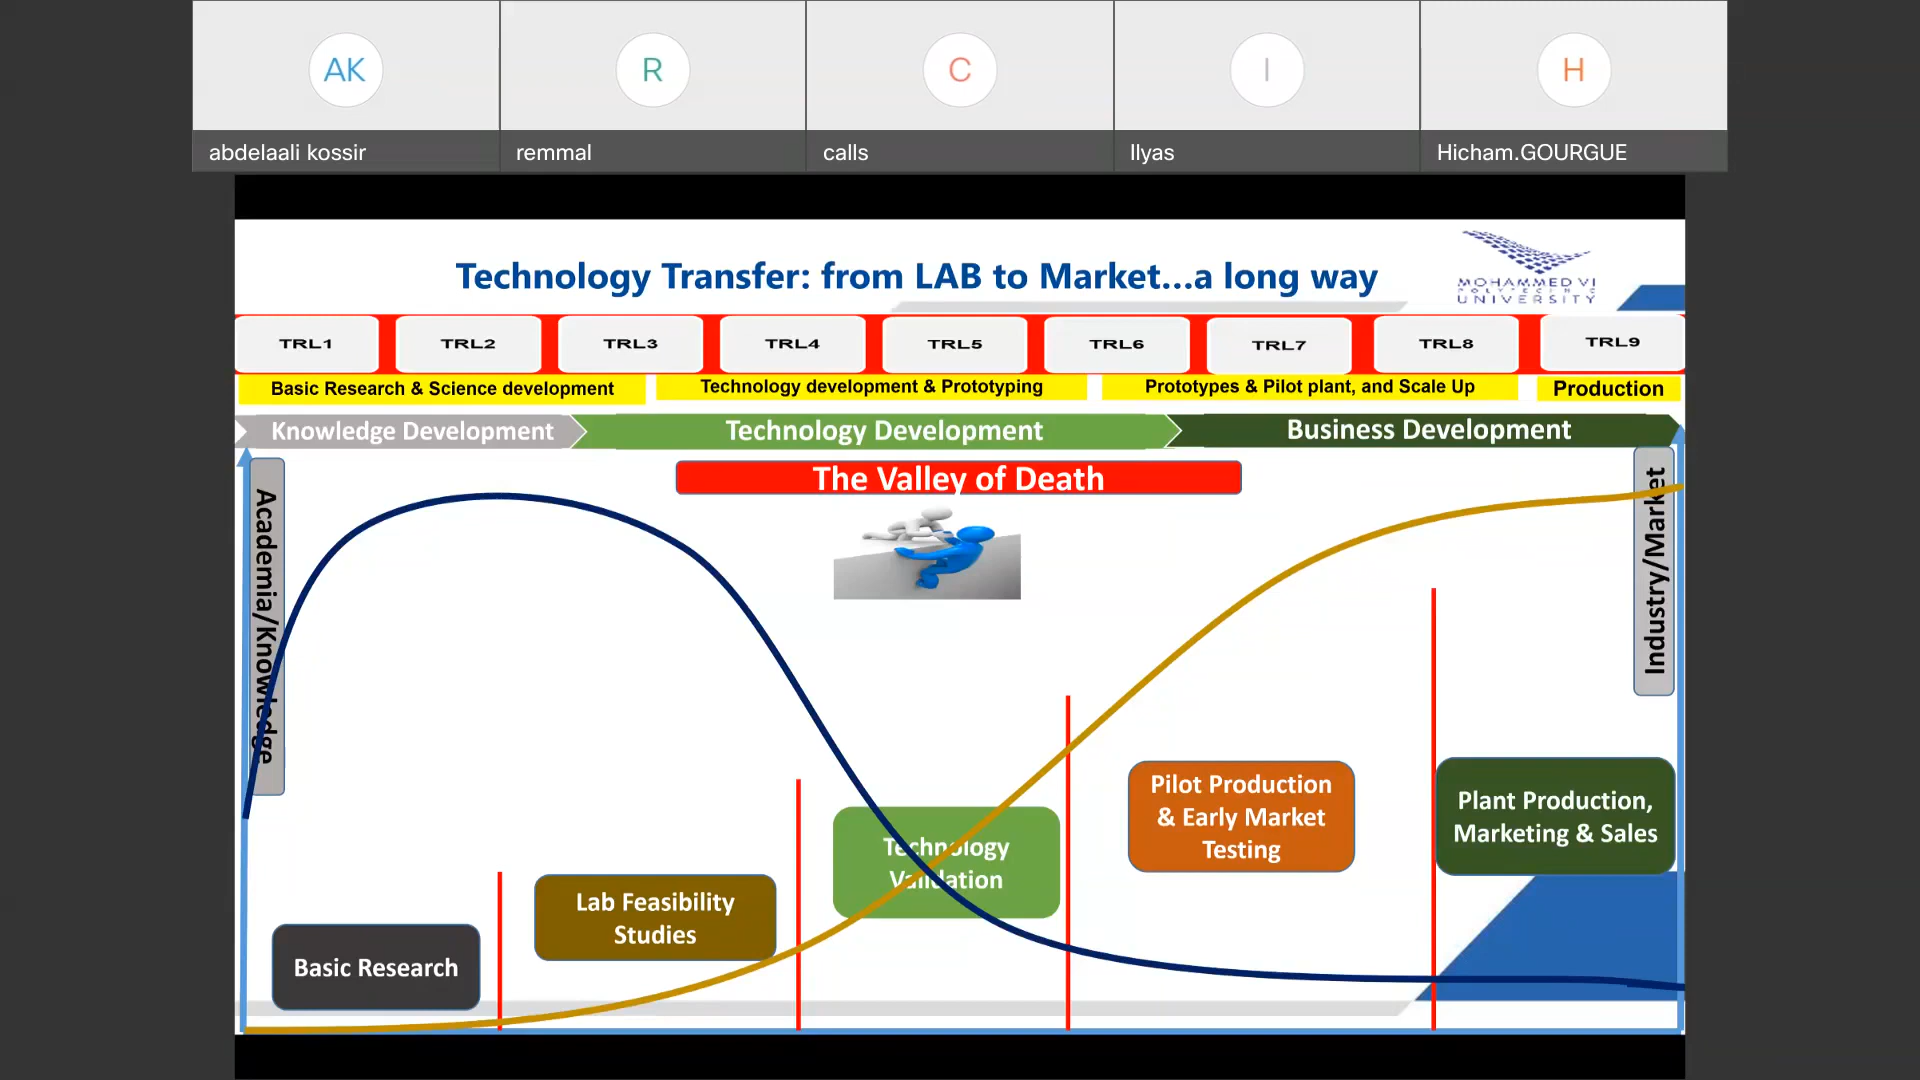 AK
R
C
I
H
abdelaali kossir
remmal
calls
Ilyas
Hicham.GOURGUE
Technology Transfer: from LAB to Market...a long way
MOHAMMED VI
POLYTECHNIC
UNIVERSITY
TRL1
TRL2
TRL3
TRL4
TRL5
TRL6
TRL7
TRL8
TRL9
Basic Research & Science development
Technology development & Prototyping
Prototypes & Pilot plant, and Scale Up
Production
Knowledge Development
Technology Development
Business Development
The Valley of Death
Academia/Knowledge
Industry/Market
Basic Research
Lab Feasibility
Studies
Technology
Validation
Pilot Production
& Early Market
Testing
Plant Production,
Marketing & Sales